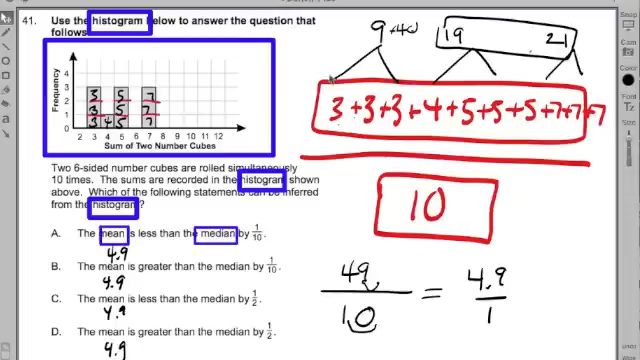 41. Use the histogram below to answer the question that
follows
Frequency
4
3
2
1
0
3 5 7
3 5 7
3 4 5 7
2 3 4 5 6 7 8 9 10 11 12
Sum of Two Number Cubes
Two 6-sided number cubes are rolled simultaneously
10 times. The sums are recorded in the histogram shown
above. Which of the following statements can be inferred
from the histogram?
A. The mean is less than the median by 1/10.
4.9
B. The mean is greater than the median by 1/10.
4.9
C. The mean is less than the median by 1/2.
4.9
D. The mean is greater than the median by 1/2.
4.9
9 +40 19 21
3+3+3+4+5+5+5+7+7+7
10
49/10 = 4.9/1
Screen
Cam
Color
Font
Tr
Size